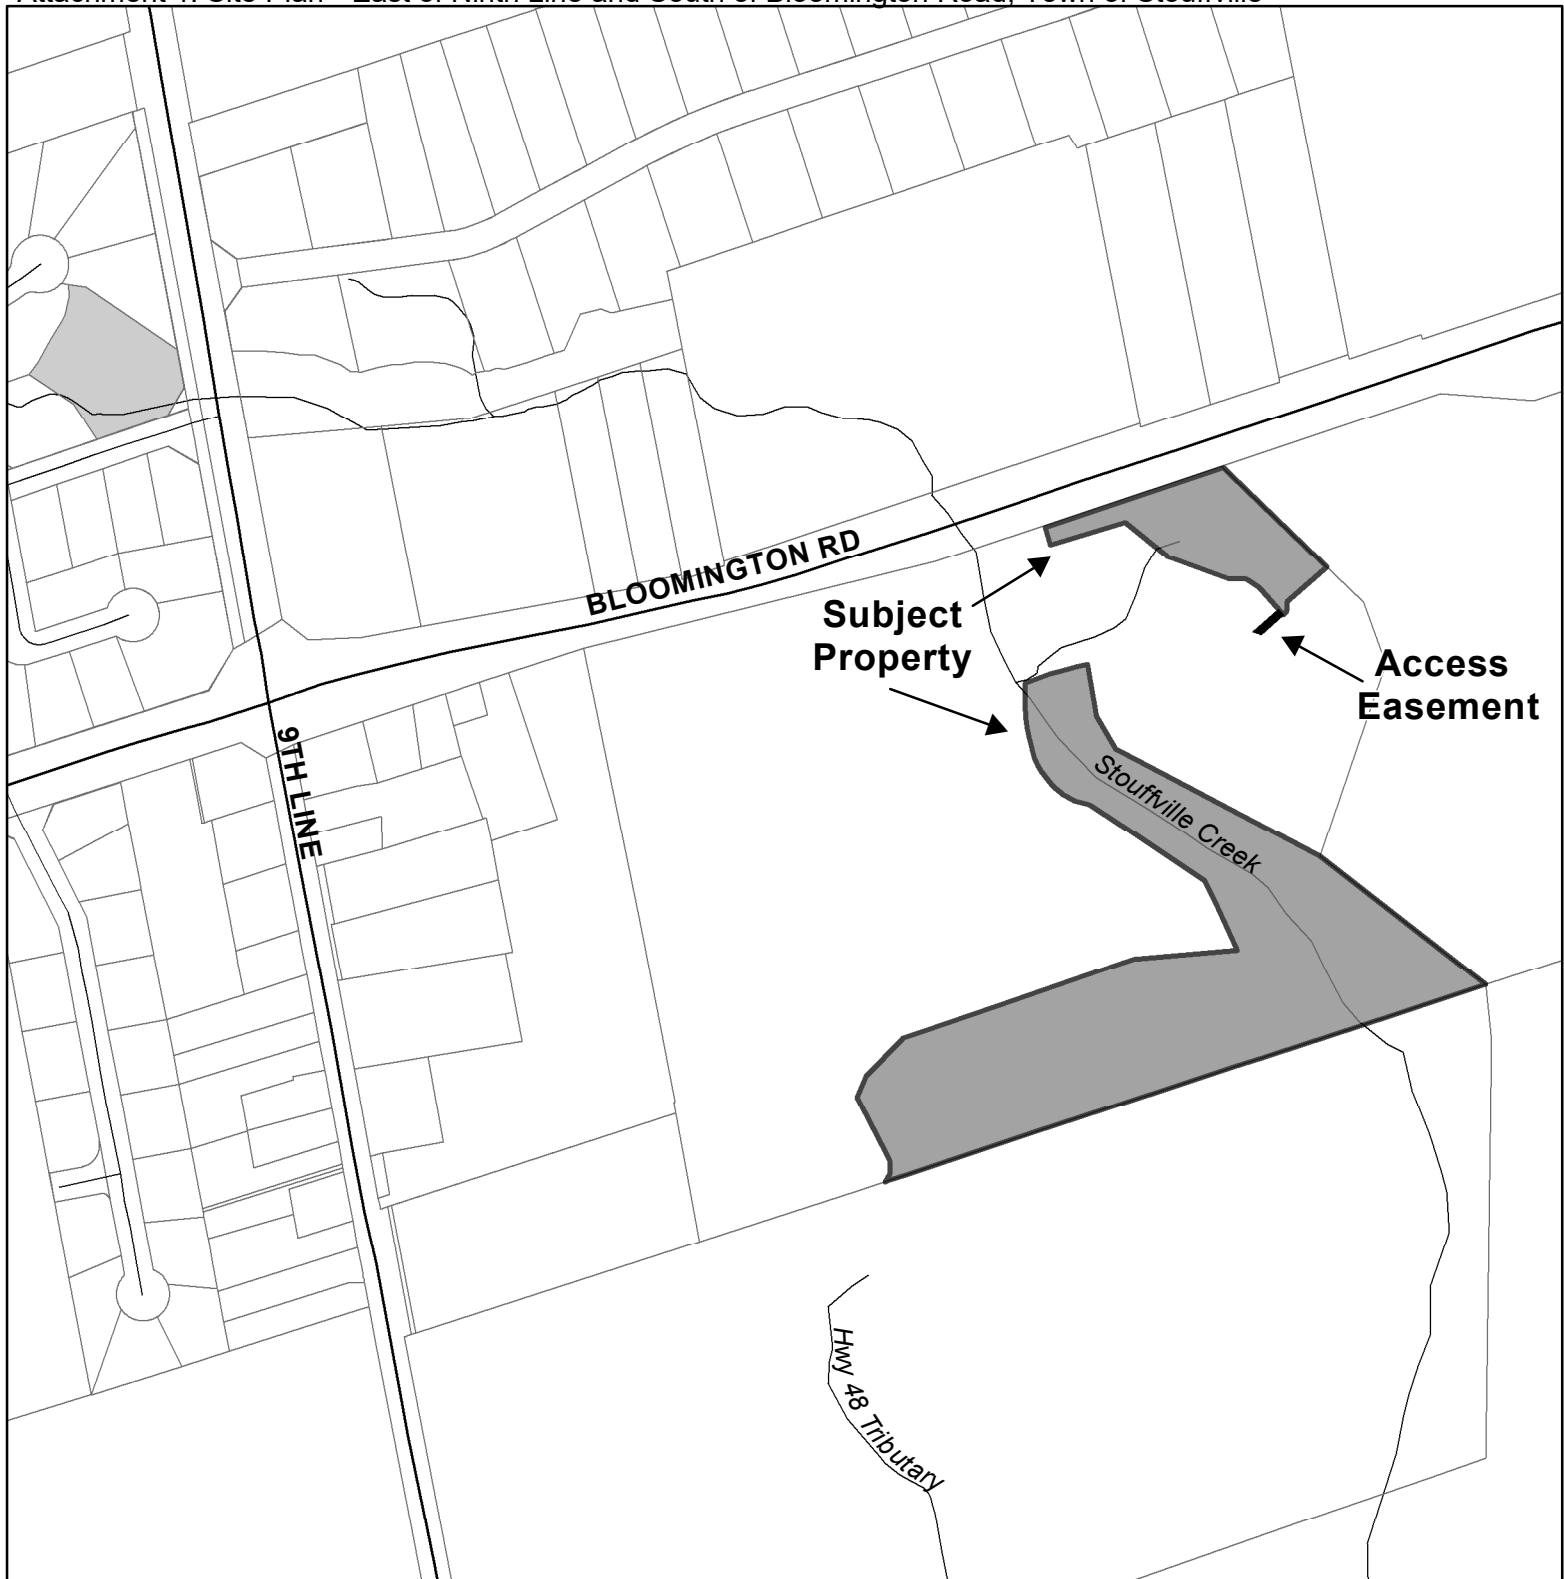 Attachment 1: Site Plan - East of Ninth Line and South of Bloomington Road, Town of Stouffville
BLOOMINGTON RD
Subject
Property
Access
Easement
9TH LINE
Stouffville Creek
Hwy 48 Tributary